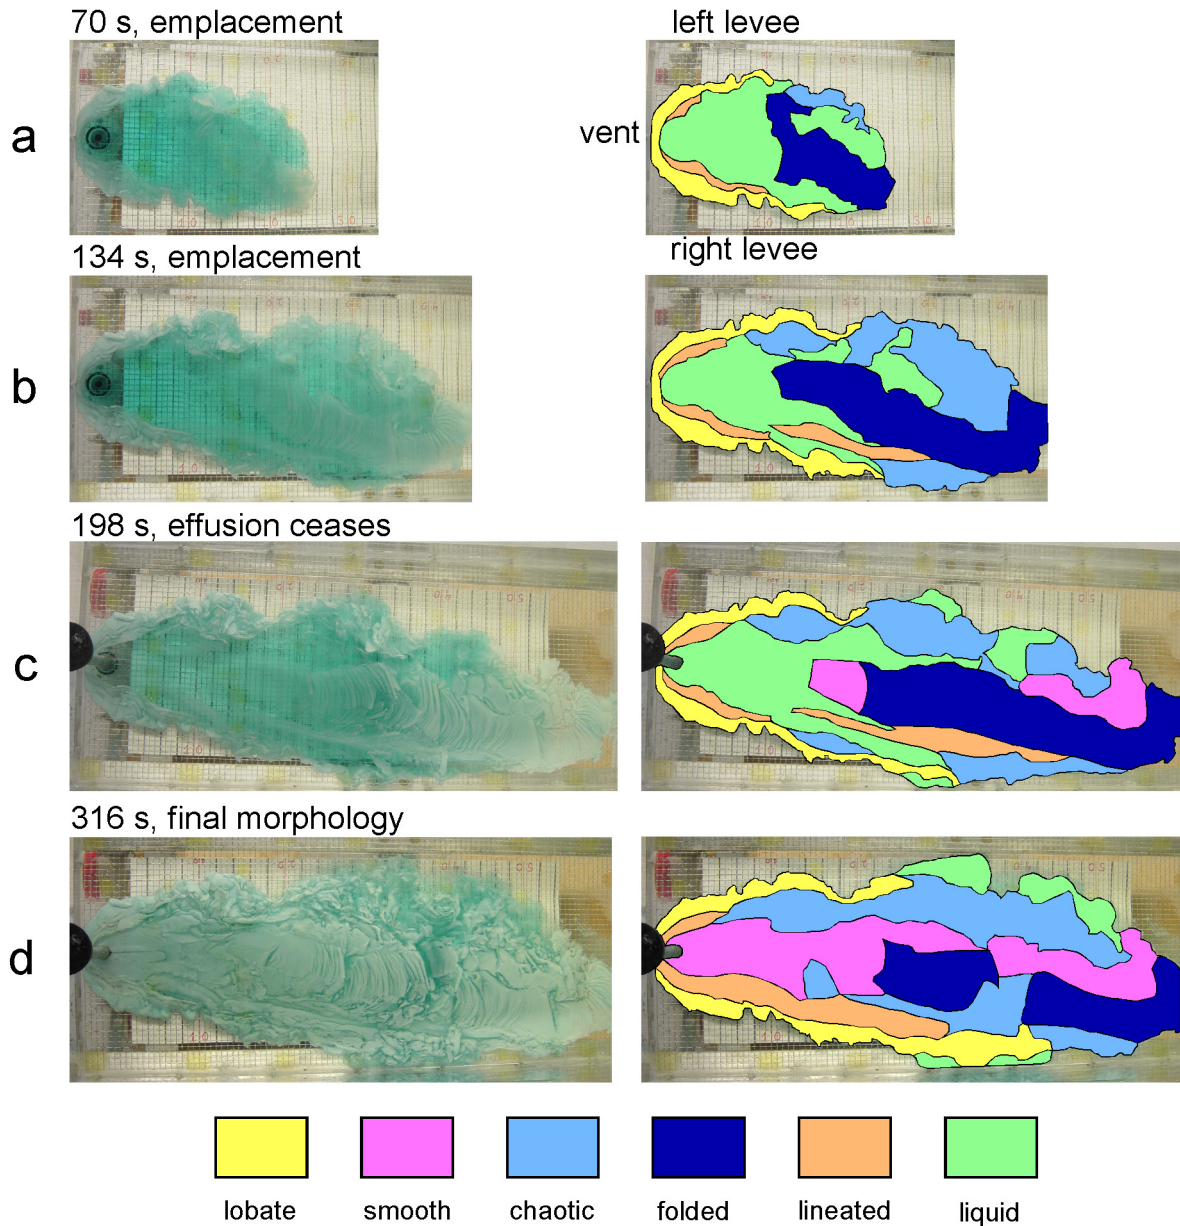 70 s, emplacement
left levee
a
vent
134 s, emplacement
right levee
b
198 s, effusion ceases
c
316 s, final morphology
d
lobate
smooth
chaotic
folded
lineated
liquid